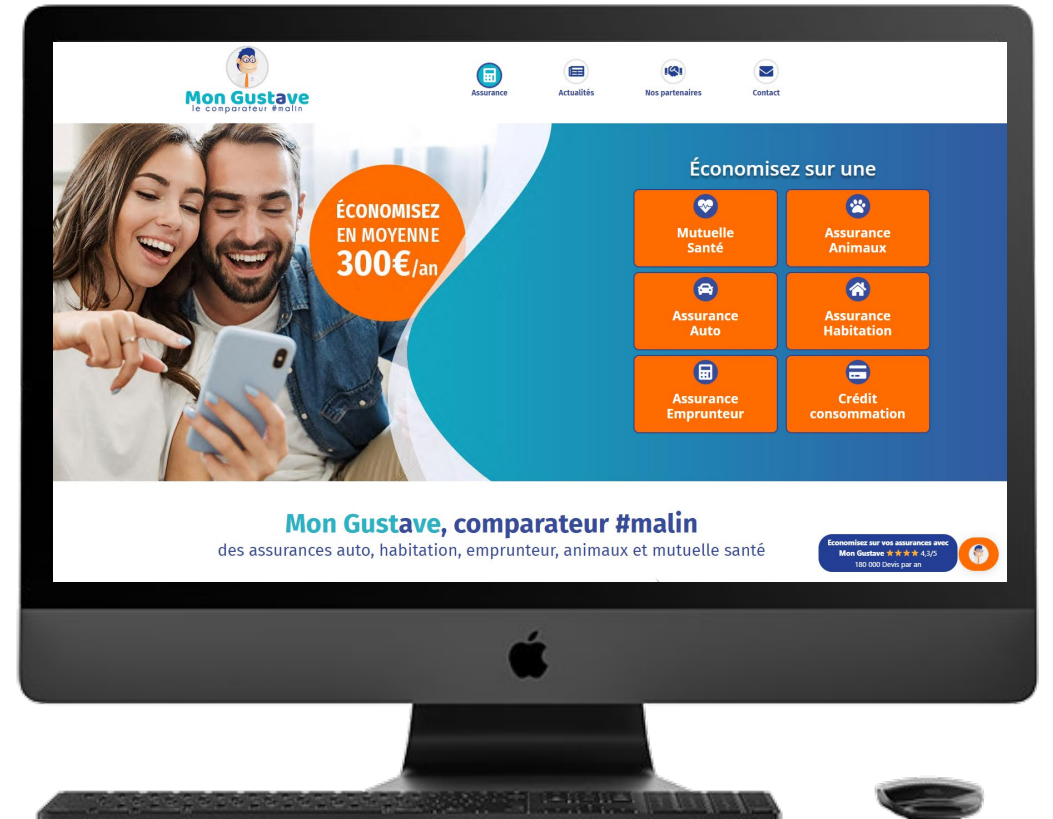 Mon Gustave
le comparateur #malin
Assurance
Actualités
Nos partenaires
Contact
ÉCONOMISEZ
EN MOYENNE
300€/an
Économisez sur une
Mutuelle
Santé
Assurance
Animaux
Assurance
Auto
Assurance
Habitation
Assurance
Emprunteur
Crédit
consommation
Mon Gustave, comparateur #malin
des assurances auto, habitation, emprunteur, animaux et mutuelle santé
Economisez sur vos assurances avec
Mon Gustave ★★★★ 4,3/5
180 000 Devis par an